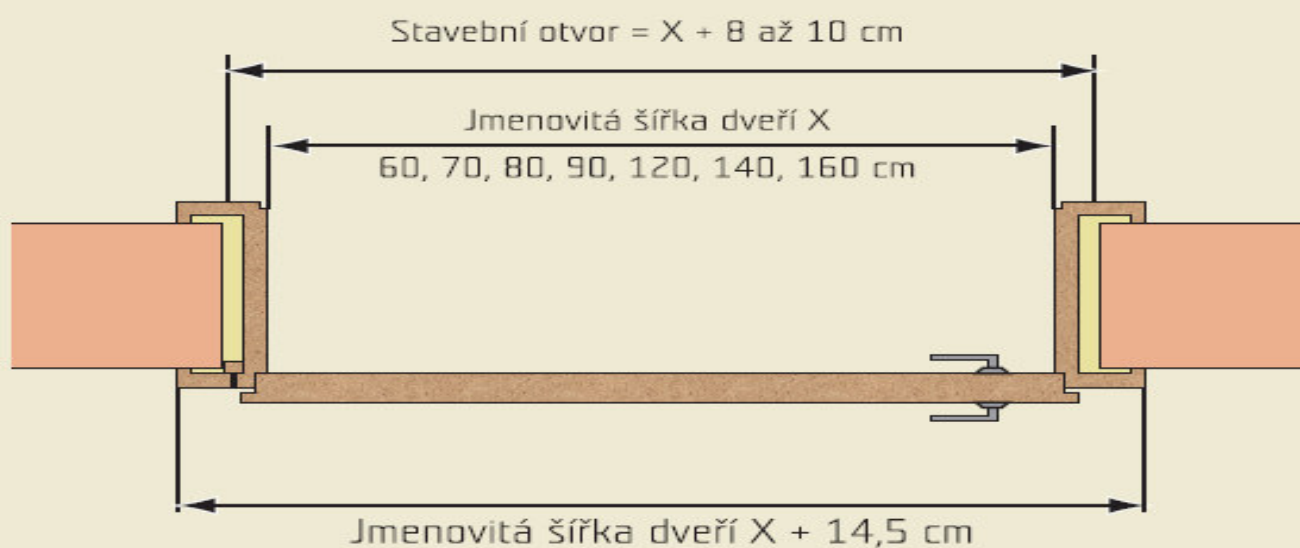 Stavební otvor = X + 8 až 10 cm
Jmenovitá šířka dveří X
60, 70, 80, 90, 120, 140, 160 cm
Jmenovitá šířka dveří X + 14,5 cm